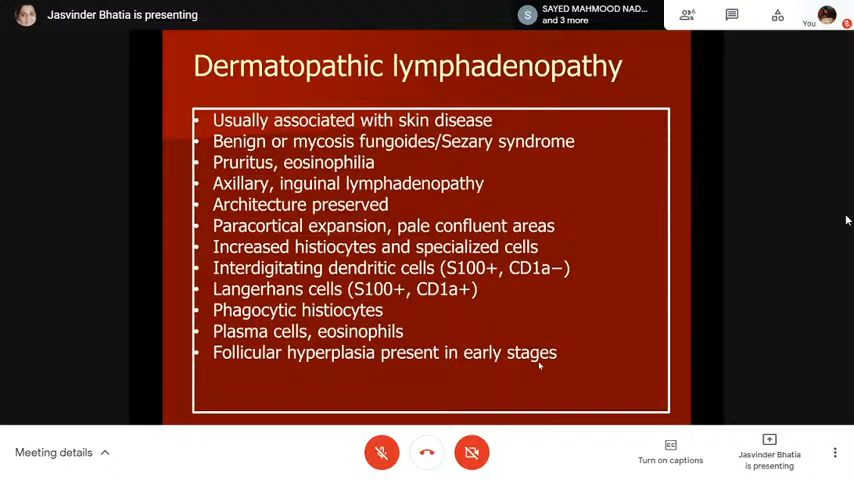 Jasvinder Bhatia is presenting
S
SAYED MAHMOOD NAD...
and 3 more
6
You
Dermatopathic lymphadenopathy
• Usually associated with skin disease
• Benign or mycosis fungoides/Sezary syndrome
• Pruritus, eosinophilia
• Axillary, inguinal lymphadenopathy
• Architecture preserved
• Paracortical expansion, pale confluent areas
• Increased histiocytes and specialized cells
• Interdigitating dendritic cells (S100+, CD1a−)
• Langerhans cells (S100+, CD1a+)
• Phagocytic histiocytes
• Plasma cells, eosinophils
• Follicular hyperplasia present in early stages
Meeting details
Turn on captions
Jasvinder Bhatia
is presenting